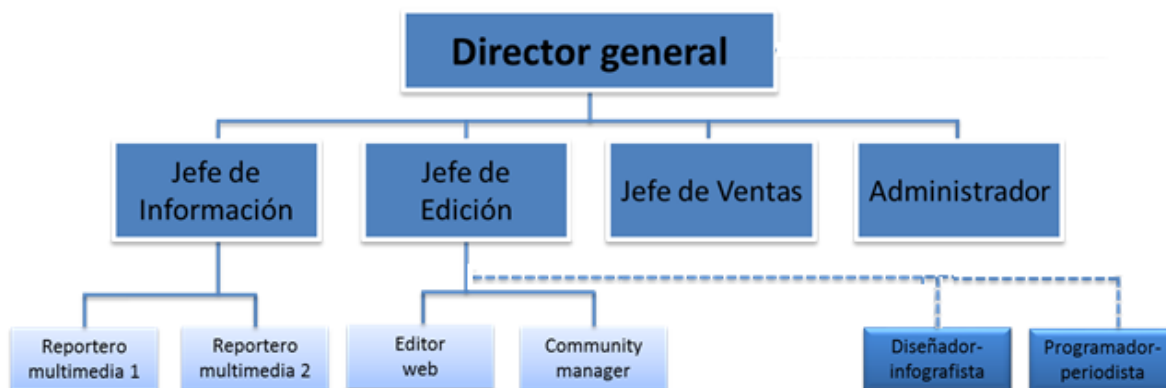 Director general
Jefe de
Información
Jefe de
Edición
Jefe de Ventas
Administrador
Reportero
multimedia 1
Reportero
multimedia 2
Editor
web
Community
manager
Diseñador-
infografista
Programador-
periodista